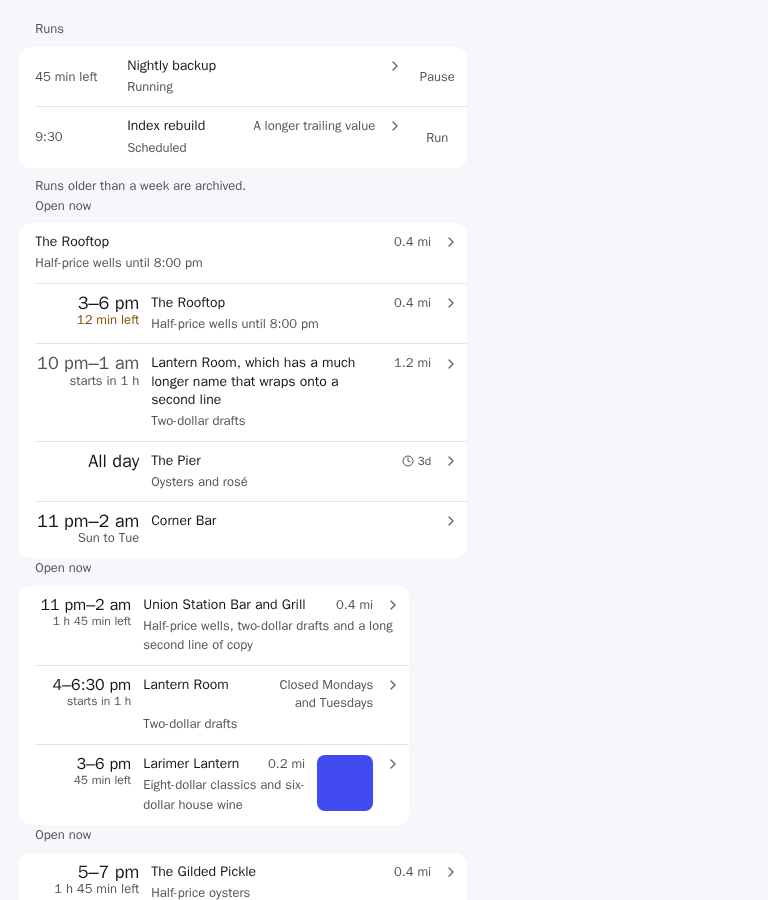 Runs
45 min left
Nightly backup
Running
Pause
9:30
Index rebuild
A longer trailing value
Scheduled
Run
Runs older than a week are archived.
Open now
The Rooftop
0.4 mi
Half-price wells until 8:00 pm
3–6 pm
12 min left
The Rooftop
0.4 mi
Half-price wells until 8:00 pm
10 pm–1 am
starts in 1 h
Lantern Room, which has a much
longer name that wraps onto a
second line
1.2 mi
Two-dollar drafts
All day
The Pier
3d
Oysters and rosé
11 pm–2 am
Sun to Tue
Corner Bar
Open now
11 pm–2 am
1 h 45 min left
Union Station Bar and Grill
0.4 mi
Half-price wells, two-dollar drafts and a long
second line of copy
4–6:30 pm
starts in 1 h
Lantern Room
Closed Mondays
and Tuesdays
Two-dollar drafts
3–6 pm
45 min left
Larimer Lantern
0.2 mi
Eight-dollar classics and six-
dollar house wine
Open now
5–7 pm
1 h 45 min left
The Gilded Pickle
0.4 mi
Half-price oysters